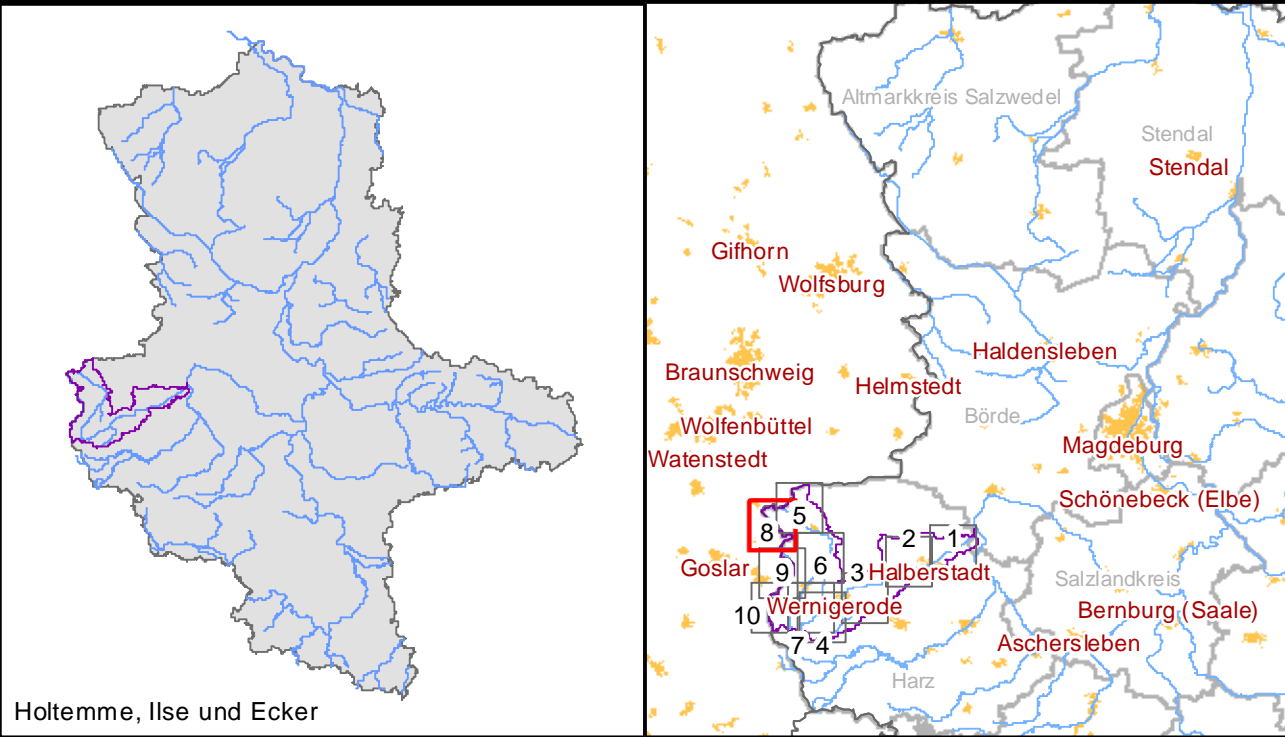 Holtemme, Ilse und Ecker
Altmarkkreis Salzwedel
Stendal
Stendal
Gifhorn
Wolfsburg
Haldensleben
Braunschweig
Helmstedt
Börde
Wolfenbüttel
Magdeburg
Watenstedt
Schönebeck (Elbe)
5
8
2
1
Goslar
9
6
3
Halberstadt
Salzlandkreis
10
Wernigerode
Bernburg (Saale)
7
4
Aschersleben
Harz